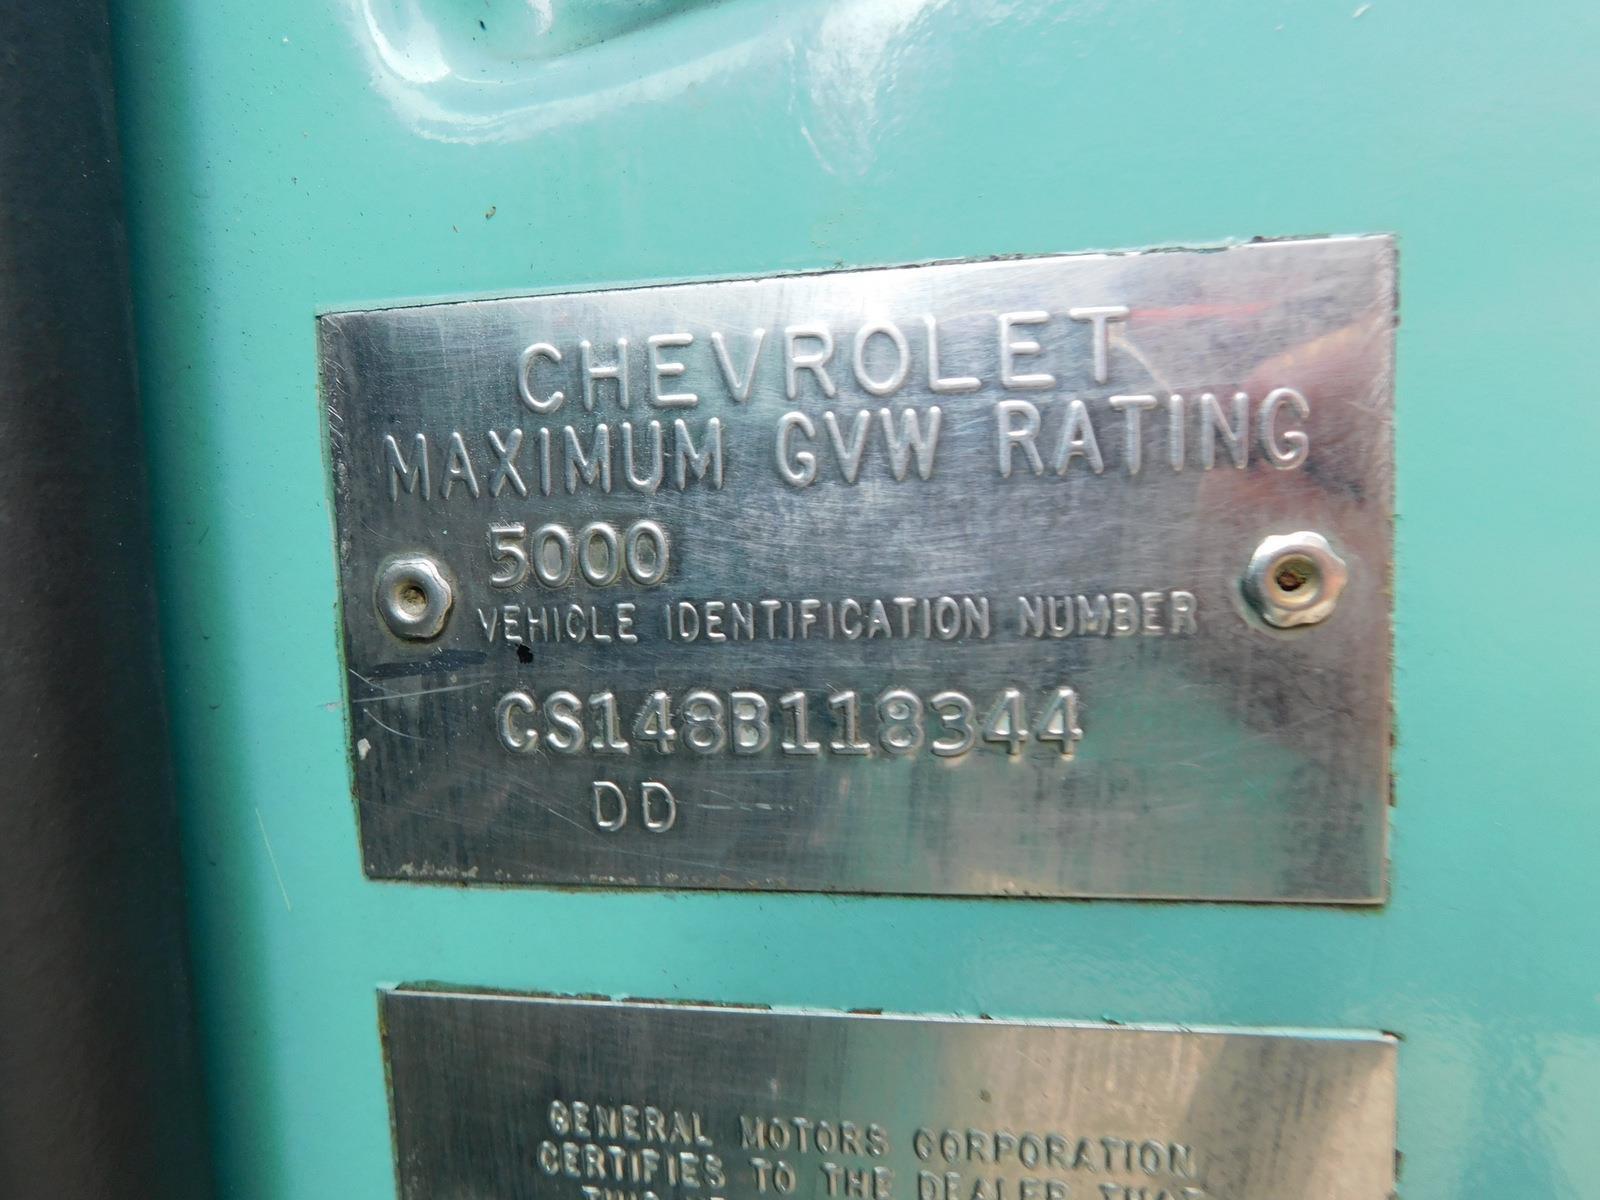 CHEVROLET
MAXIMUM GVW RATING
5000
VEHICLE IDENTIFICATION NUMBER
CS148B118344
DD
GENERAL MOTORS CORPORATION
CERTIFIES TO THE DEALER THAT